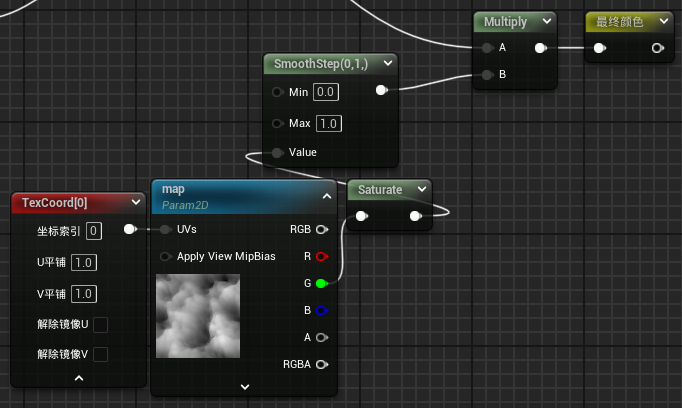 Multiply
A
B
最终颜色
SmoothStep(0,1,)
Min 0.0
Max 1.0
Value
TexCoord[0]
坐标索引 0
U平铺 1.0
V平铺 1.0
解除镜像U
解除镜像V
map
Param2D
UVs
RGB
Apply View MipBias
R
G
B
A
RGBA
Saturate